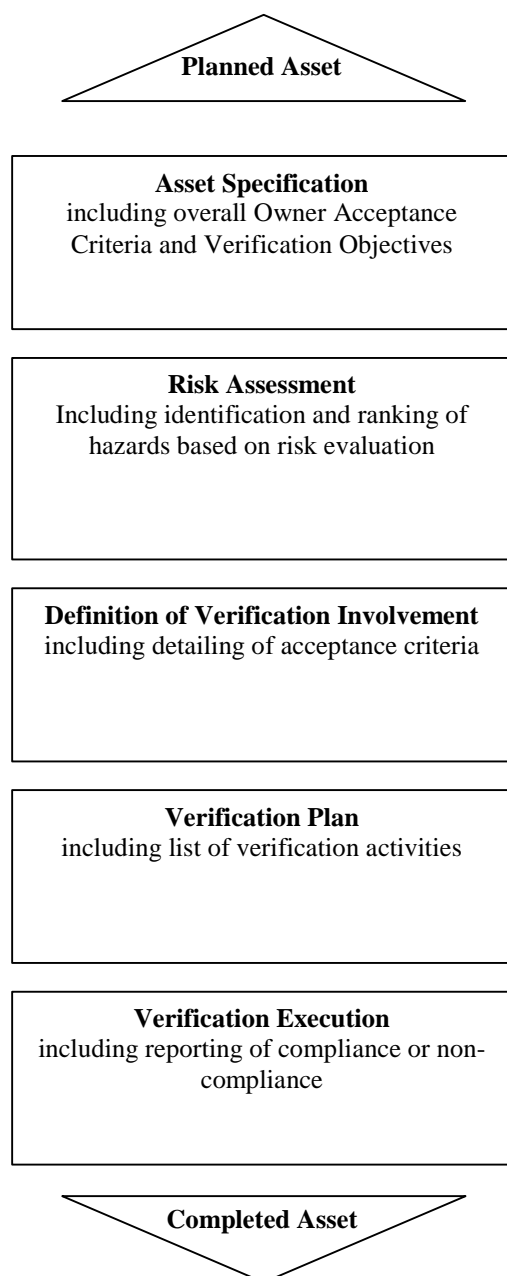 Planned Asset
Asset Specification
including overall Owner Acceptance
Criteria and Verification Objectives
Risk Assessment
Including identification and ranking of
hazards based on risk evaluation
Definition of Verification Involvement
including detailing of acceptance criteria
Verification Plan
including list of verification activities
Verification Execution
including reporting of compliance or non-
compliance
Completed Asset